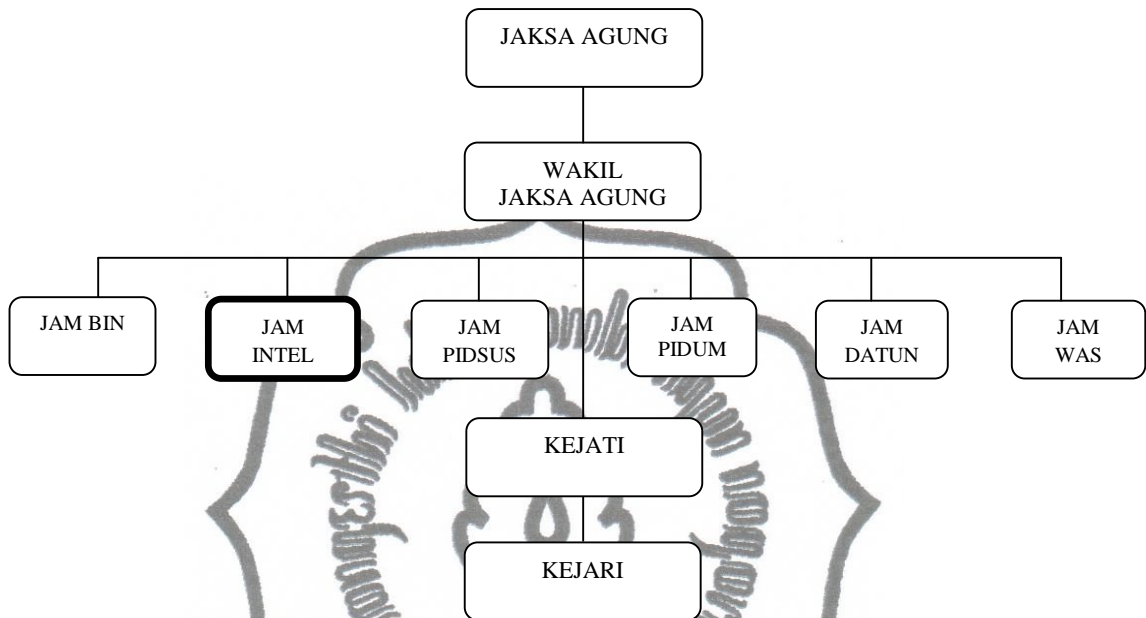 JAKSA AGUNG
WAKIL
JAKSA AGUNG
JAM BIN
JAM
INTEL
JAM
PIDSUS
JAM
PIDUM
JAM
DATUN
JAM
WAS
KEJATI
KEJARI